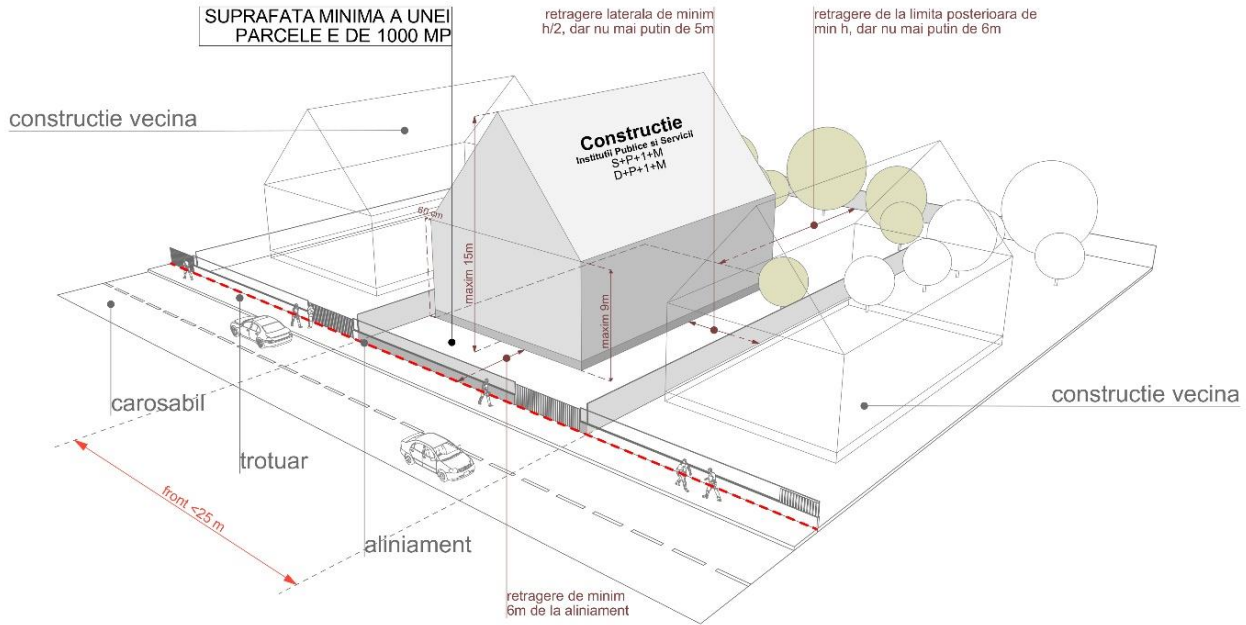 SUPRAFATA MINIMA A UNEI
PARCELE E DE 1000 MP
retragere laterala de minim
h/2, dar nu mai putin de 5m
retragere de la limita posterioara de
min h, dar nu mai putin de 6m
constructie vecina
Constructie
Institutii Publice si Servicii
S+P+1+M
D+P+1+M
60 cm
maxim 15m
maxim 9m
constructie vecina
carosabil
trotuar
front <25 m
aliniament
retragere de minim
6m de la aliniament